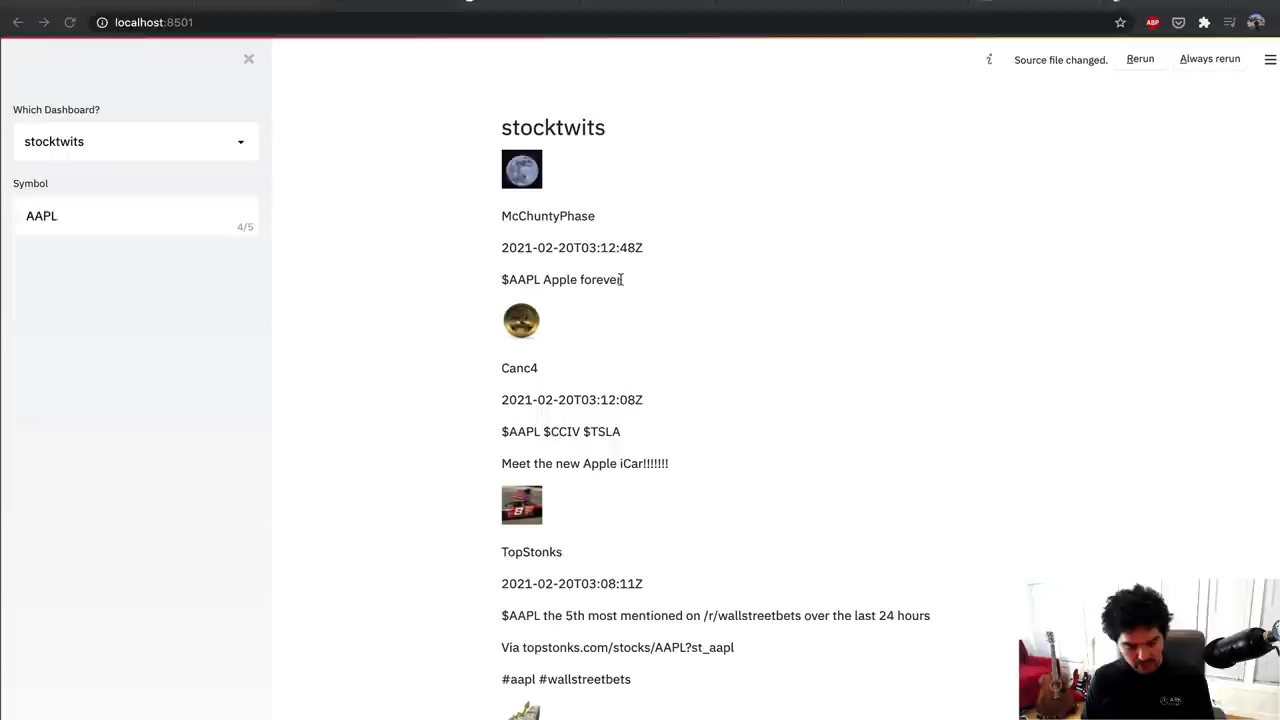 localhost:8501
ABP
Source file changed.
Rerun
Always rerun
Which Dashboard?
stocktwits
Symbol
AAPL
4/5
stocktwits
McChuntyPhase
2021-02-20T03:12:48Z
$AAPL Apple forever
Canc4
2021-02-20T03:12:08Z
$AAPL $CCIV $TSLA
Meet the new Apple iCar!!!!!!!
TopStonks
2021-02-20T03:08:11Z
$AAPL the 5th most mentioned on /r/wallstreetbets over the last 24 hours
Via topstonks.com/stocks/AAPL?st_aapl
#aapl #wallstreetbets